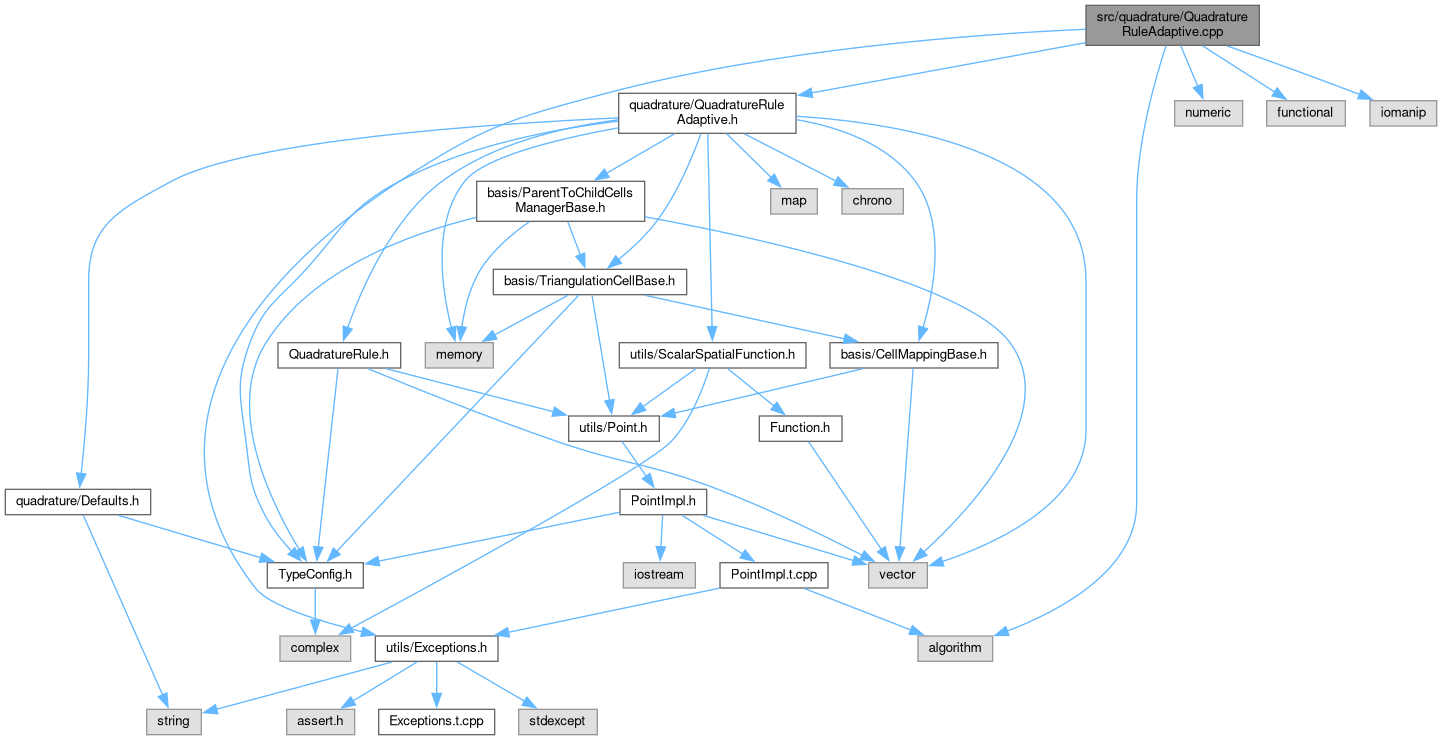 src/quadrature/Quadrature
RuleAdaptive.cpp
quadrature/QuadratureRule
Adaptive.h
numeric
functional
iomanip
basis/ParentToChildCells
ManagerBase.h
map
chrono
basis/TriangulationCellBase.h
QuadratureRule.h
memory
utils/ScalarSpatialFunction.h
basis/CellMappingBase.h
utils/Point.h
Function.h
quadrature/Defaults.h
PointImpl.h
TypeConfig.h
iostream
PointImpl.t.cpp
vector
complex
utils/Exceptions.h
algorithm
string
assert.h
Exceptions.t.cpp
stdexcept